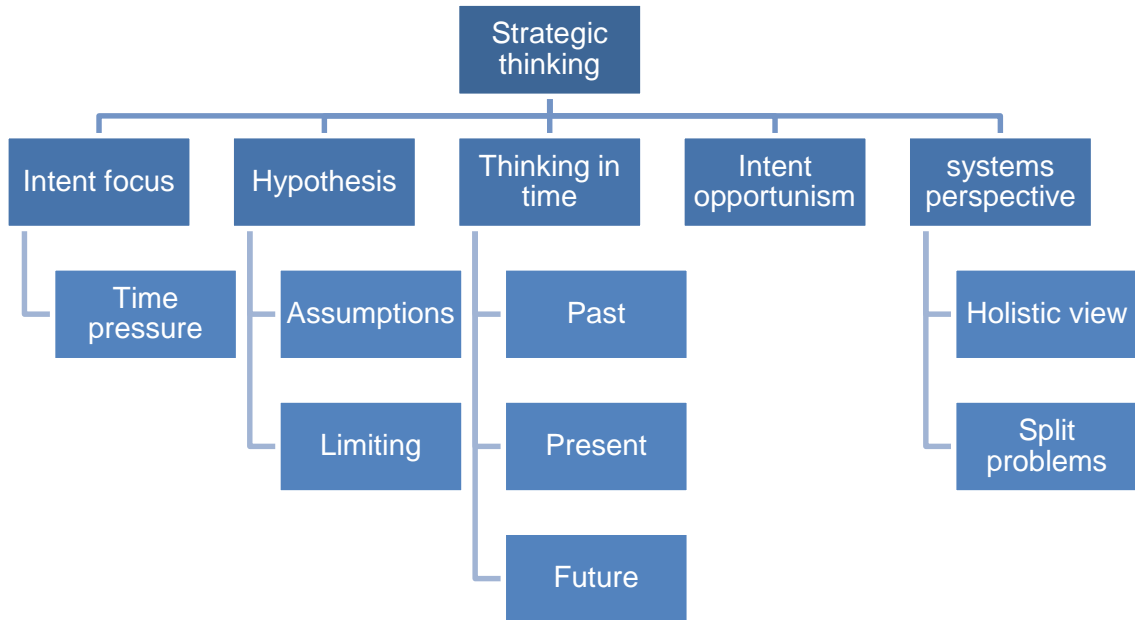 Strategic
thinking
Intent focus
Hypothesis
Thinking in
time
Intent
opportunism
systems
perspective
Time
pressure
Assumptions
Past
Holistic view
Limiting
Present
Split
problems
Future